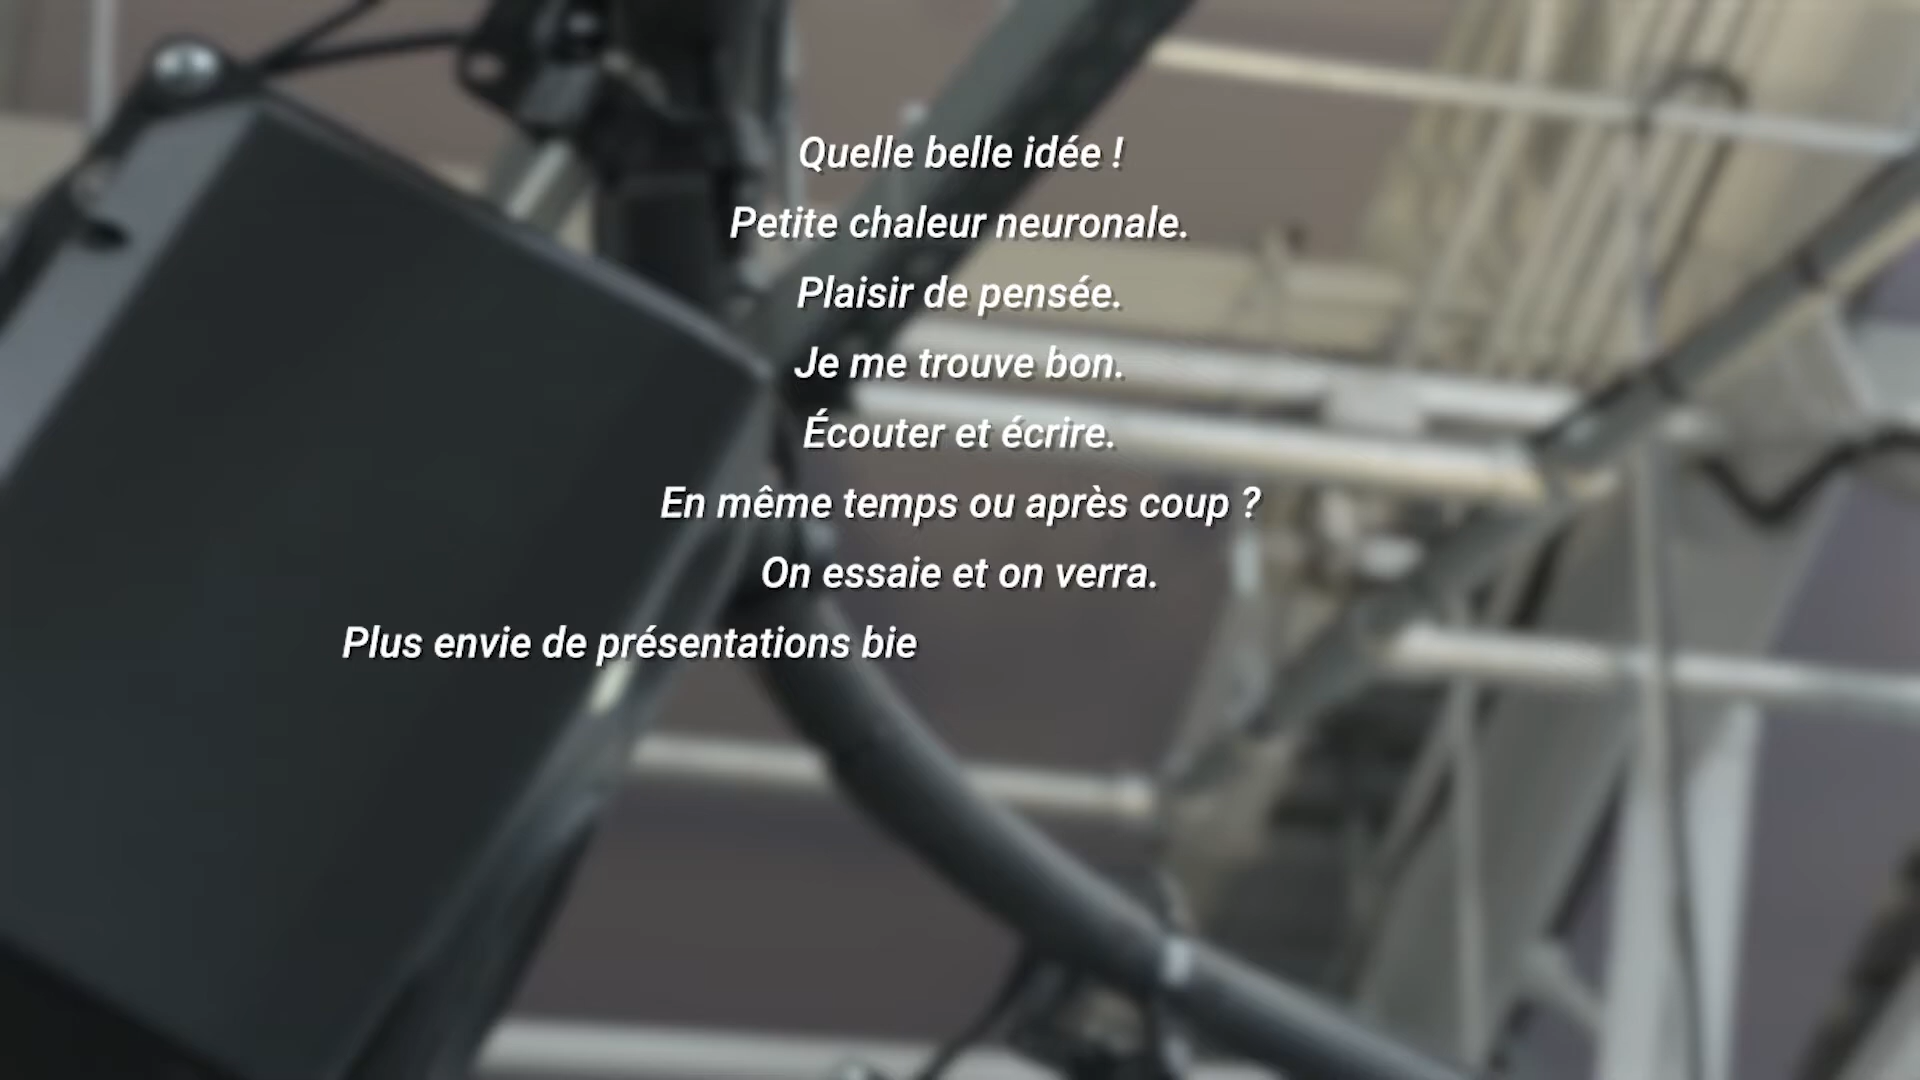 Quelle belle idée !
Petite chaleur neuronale.
Plaisir de pensée.
Je me trouve bon.
Écouter et écrire.
En même temps ou après coup ?
On essaie et on verra.
Plus envie de présentations bie